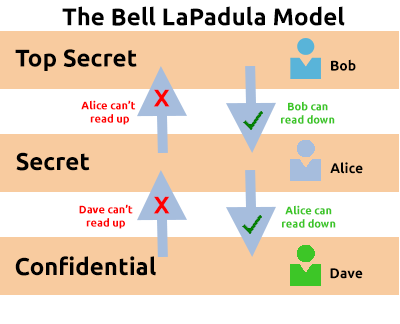 The Bell LaPadula Model
Top Secret
Bob
Alice can't
read up
X
Bob can
read down
Secret
Alice
Dave can't
read up
X
Alice can
read down
Confidential
Dave